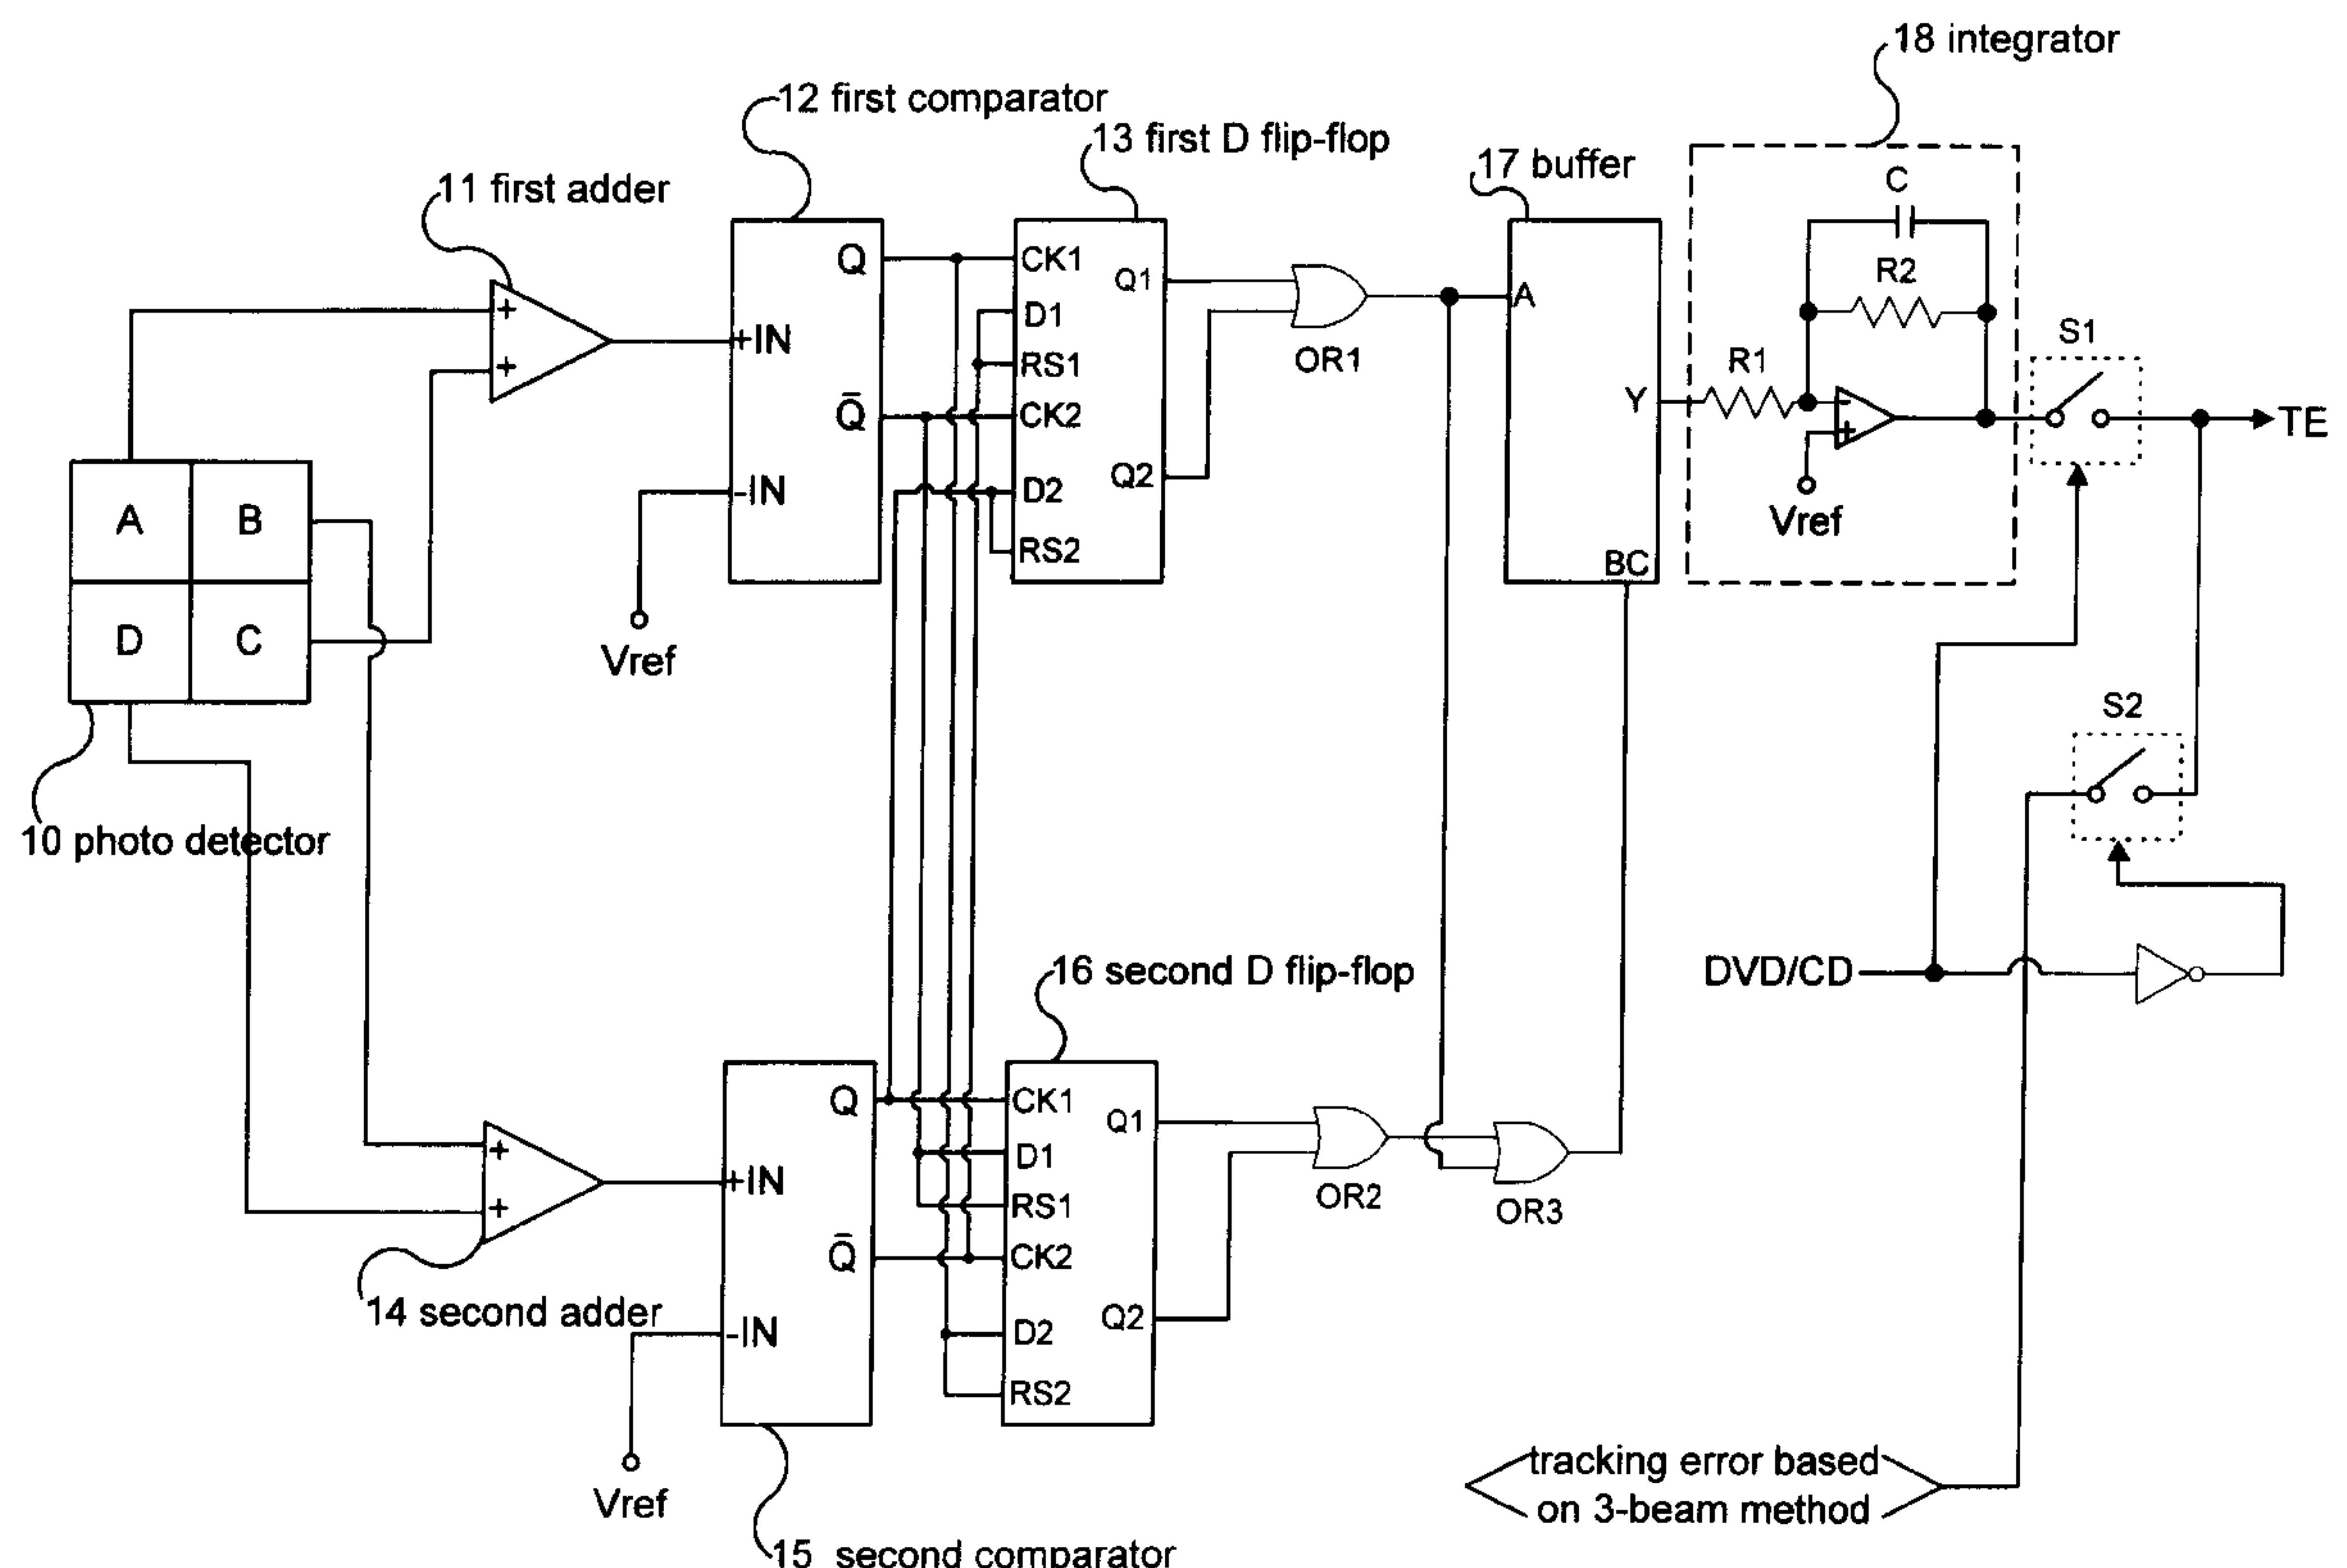 18 integrator
12 first comparator
13 first D flip-flop
17 buffer
11 first adder
C
R2
S1
R1
Q
Q̄
+IN
-IN
CK1
D1
RS1
CK2
D2
RS2
Q1
Q2
OR1
A
Y
BC
-
+
Vref
TE
+
+
A
B
D
C
Vref
S2
10 photo detector
DVD/CD
16 second D flip-flop
+
+
Q
Q̄
+IN
-IN
CK1
D1
RS1
CK2
D2
RS2
Q1
Q2
OR2
OR3
14 second adder
Vref
tracking error based
on 3-beam method
15 second comparator